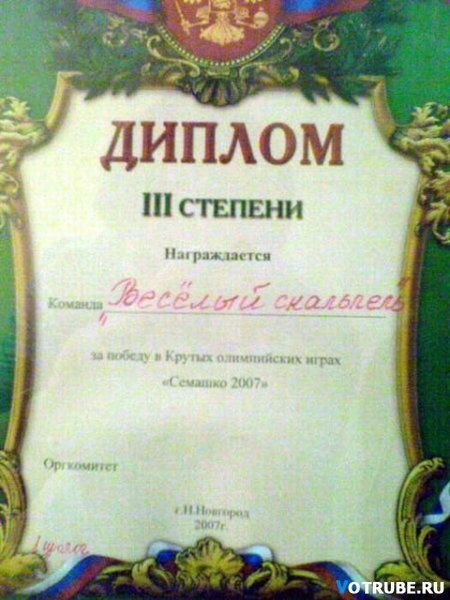 ДИПЛОМ
III СТЕПЕНИ
Награждается
Команда "Весёлый скальпель"
за победу в Крутых олимпийских играх
«Семашко 2007»
Оргкомитет
г.Н.Новгород
2007г.
VOTRUBE.RU